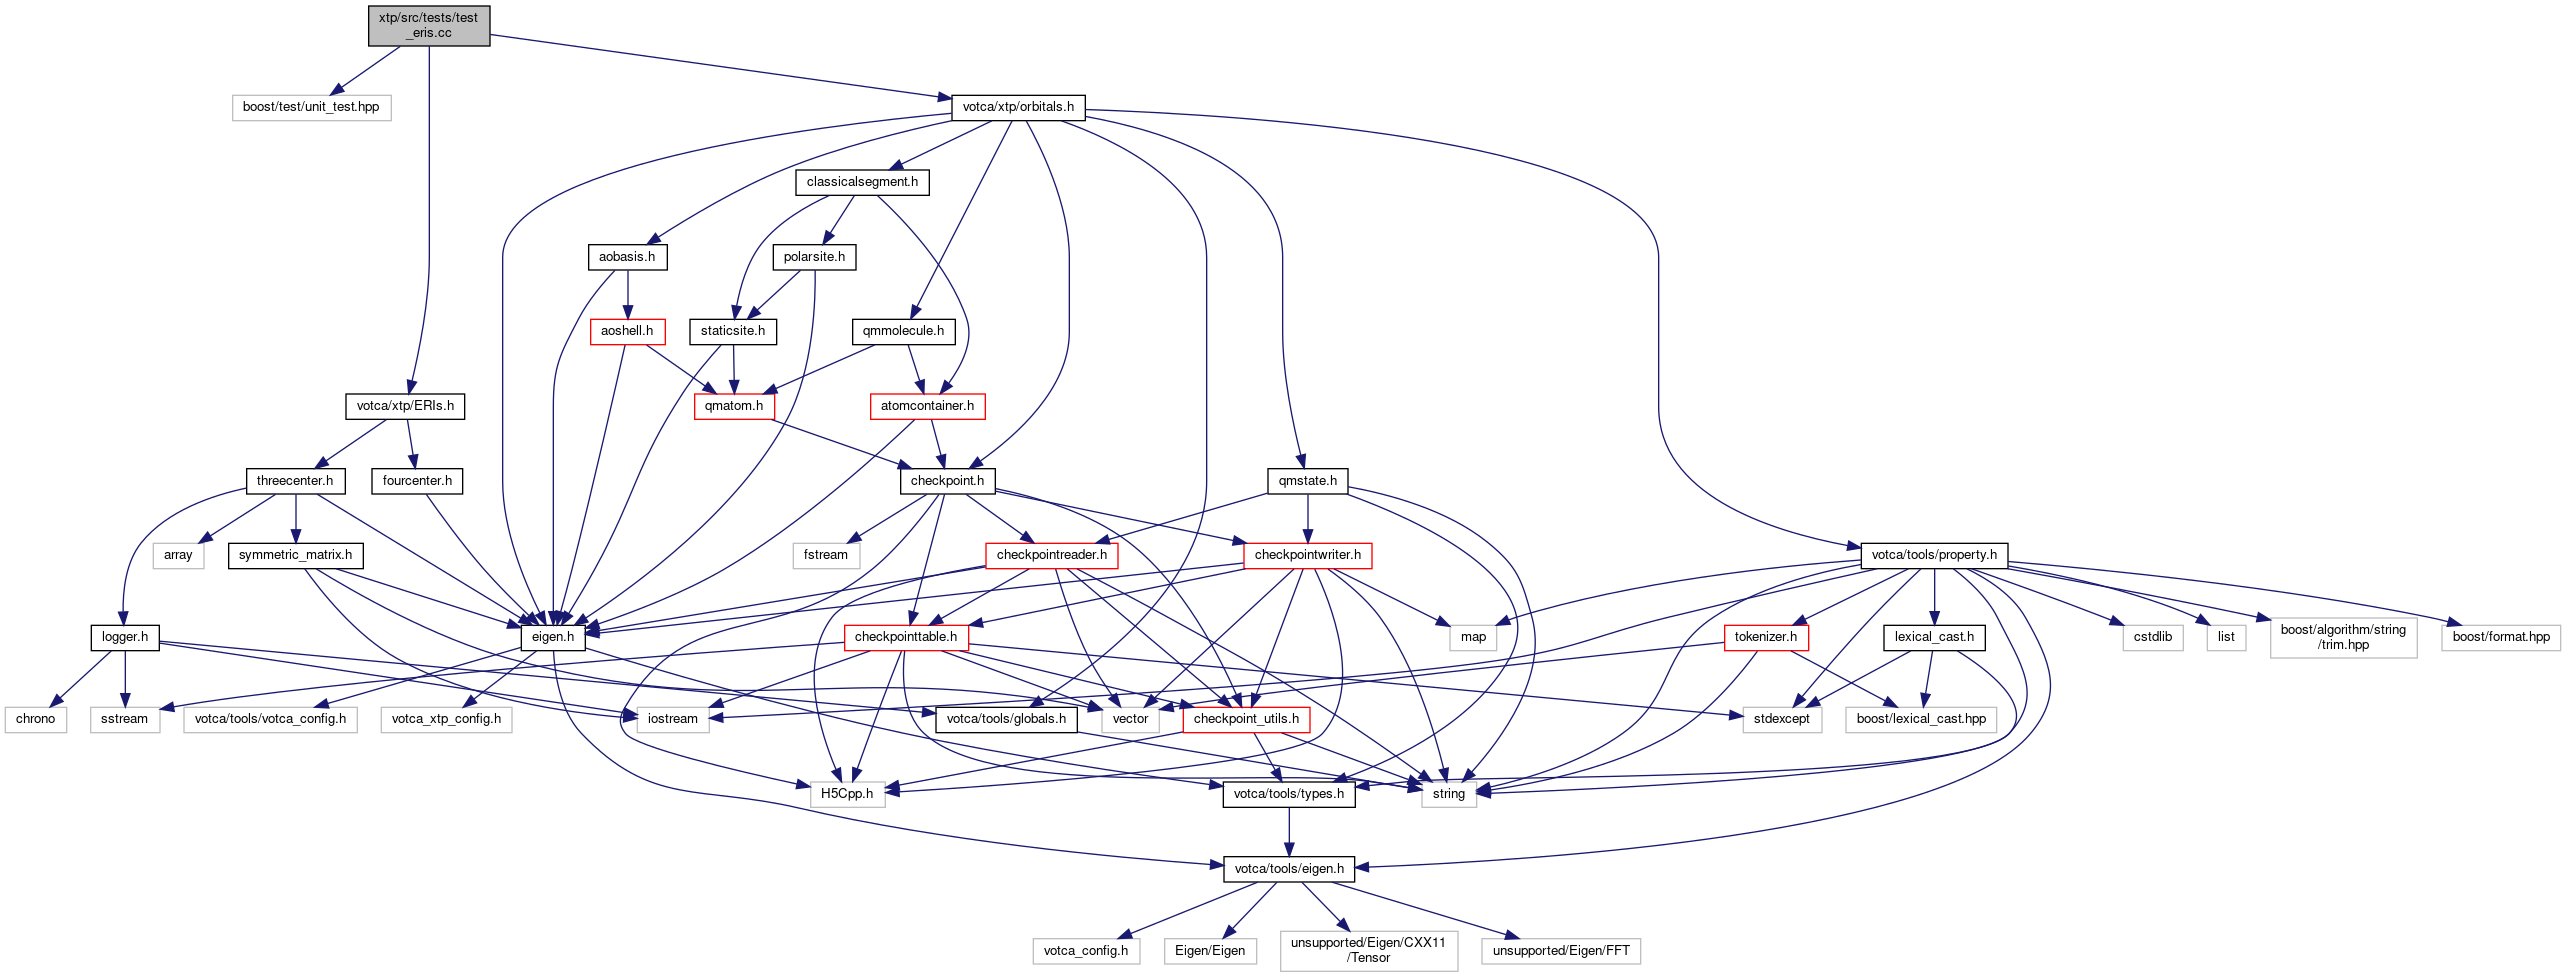 xtp/src/tests/test
_eris.cc
boost/test/unit_test.hpp
votca/xtp/orbitals.h
classicalsegment.h
aobasis.h
polarsite.h
aoshell.h
staticsite.h
qmmolecule.h
votca/xtp/ERIs.h
qmatom.h
atomcontainer.h
threecenter.h
fourcenter.h
checkpoint.h
qmstate.h
array
symmetric_matrix.h
fstream
checkpointreader.h
checkpointwriter.h
votca/tools/property.h
logger.h
eigen.h
checkpointtable.h
map
tokenizer.h
lexical_cast.h
cstdlib
list
boost/algorithm/string
/trim.hpp
boost/format.hpp
chrono
sstream
votca/tools/votca_config.h
votca_xtp_config.h
iostream
votca/tools/globals.h
vector
checkpoint_utils.h
stdexcept
boost/lexical_cast.hpp
H5Cpp.h
votca/tools/types.h
string
votca/tools/eigen.h
votca_config.h
Eigen/Eigen
unsupported/Eigen/CXX11
/Tensor
unsupported/Eigen/FFT